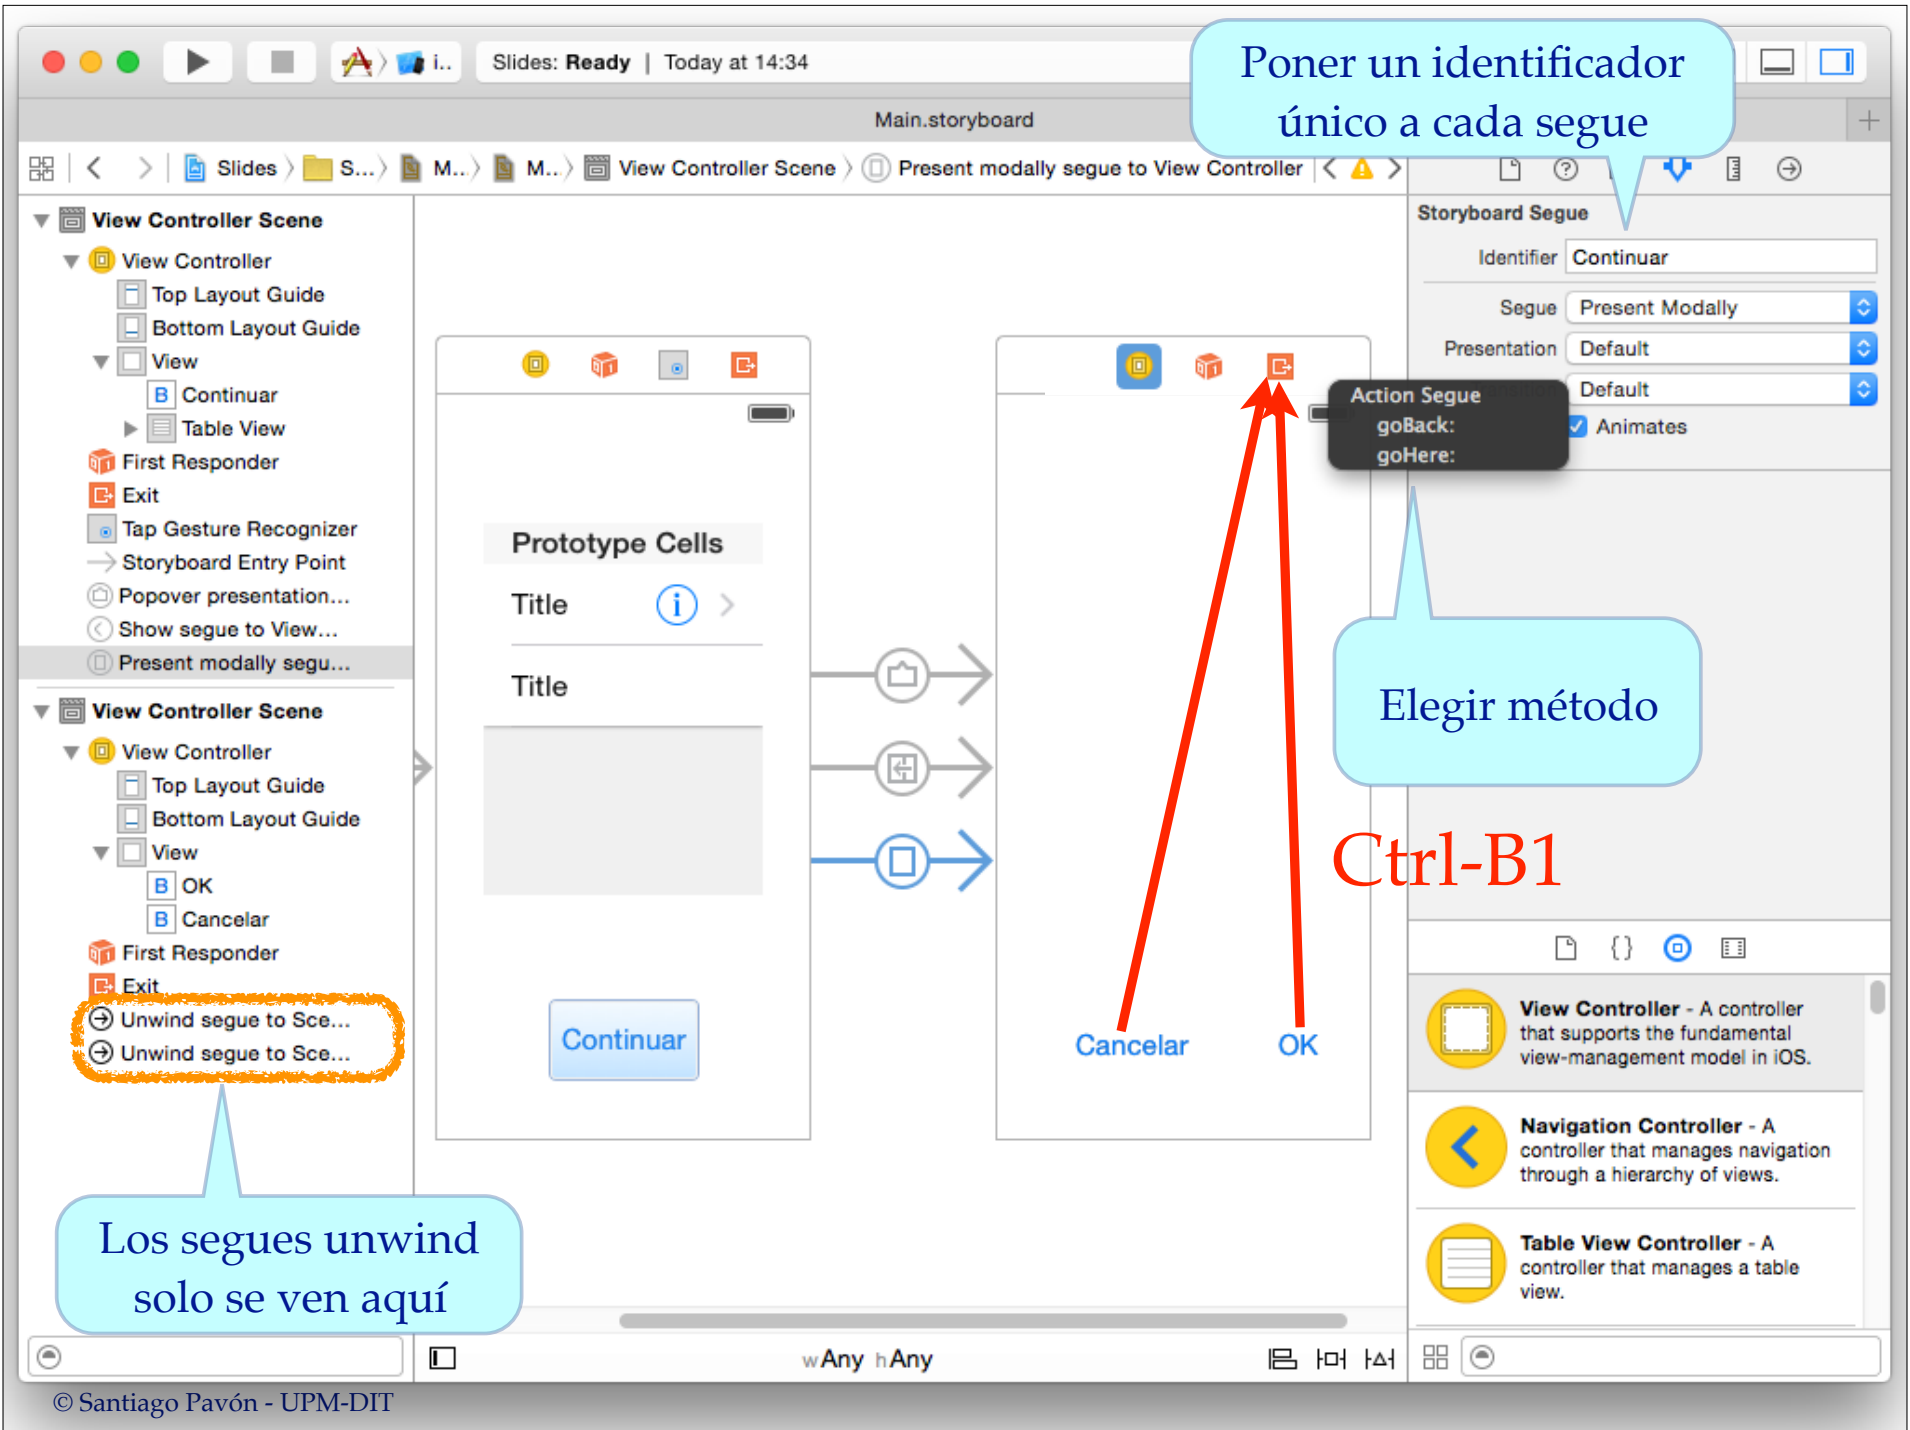 Poner un identificador
único a cada segue
i..
Slides: Ready | Today at 14:34
Main.storyboard
Slides
S...
M...
M...
View Controller Scene
Present modally segue to View Controller
View Controller Scene
View Controller
Top Layout Guide
Bottom Layout Guide
View
B Continuar
Table View
First Responder
Exit
Tap Gesture Recognizer
Storyboard Entry Point
Popover presentation...
Show segue to View...
Present modally segu...
View Controller Scene
View Controller
Top Layout Guide
Bottom Layout Guide
View
B OK
B Cancelar
First Responder
Exit
Unwind segue to Sce...
Unwind segue to Sce...
Los segues unwind
solo se ven aquí
Prototype Cells
Title
Title
Continuar
Cancelar
OK
Ctrl-B1
Action Segue
goBack:
goHere:
Elegir método
Storyboard Segue
Identifier Continuar
Segue Present Modally
Presentation Default
Default
Animates
View Controller - A controller
that supports the fundamental
view-management model in iOS.
Navigation Controller - A
controller that manages navigation
through a hierarchy of views.
Table View Controller - A
controller that manages a table
view.
wAny hAny
© Santiago Pavón - UPM-DIT